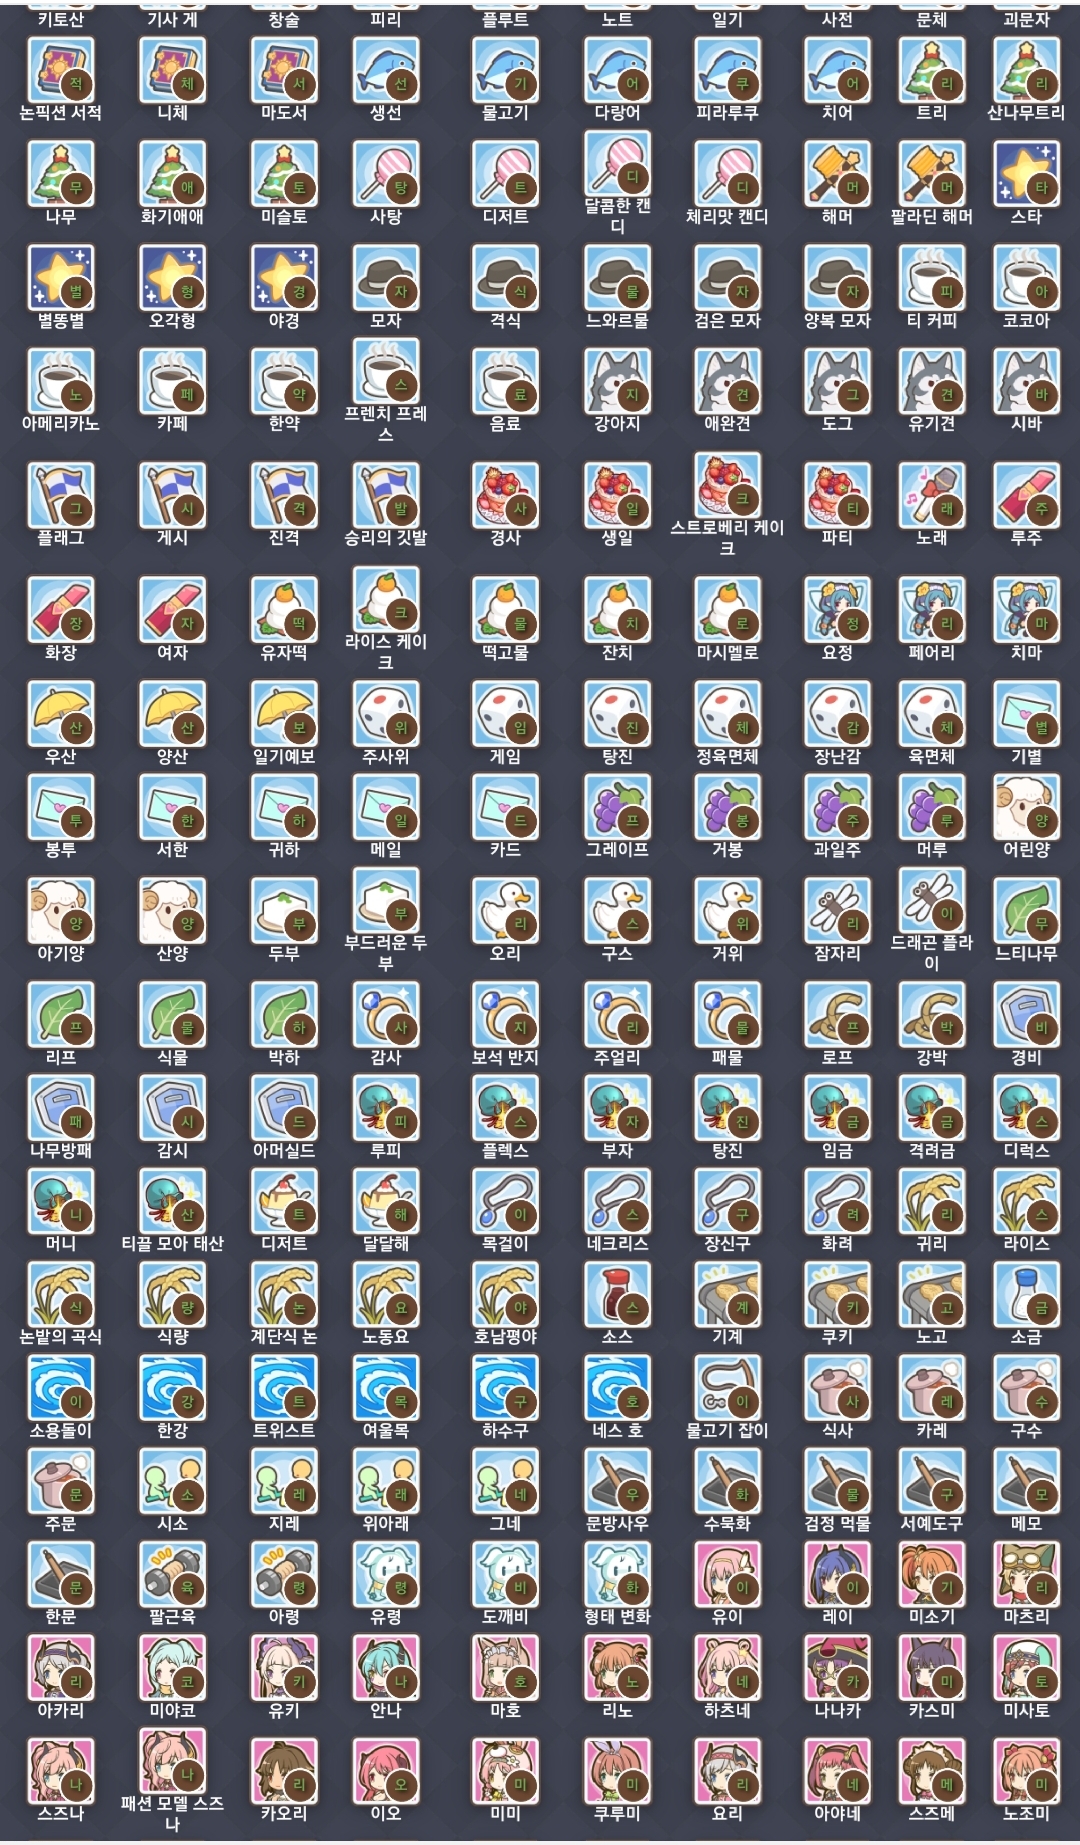 키토산 기사 게 창술 피리 플루트 노트 일기 사전 문체 괴문자
적 체 서 선 기 어 쿠 어 리 리
논픽션 서적 니체 마도서 생선 물고기 다랑어 피라루쿠 치어 트리 산나무트리
무 애 토 탕 트 디 디 머 머 타
나무 화기애애 미슬토 사탕 디저트 달콤한 캔
디 체리맛 캔디 해머 팔라딘 해머 스타
별 형 경 자 식 물 자 자 피 아
별똥별 오각형 야경 모자 격식 느와르물 검은 모자 양복 모자 티 커피 코코아
노 페 약 스 료 지 견 그 견 바
아메리카노 카페 한약 프렌치 프레
스 음료 강아지 애완견 도그 유기견 시바
그 시 격 발 사 일 크 티 래 주
플래그 게시 진격 승리의 깃발 경사 생일 스트로베리 케이
크 파티 노래 루주
장 자 떡 크 물 치 로 정 리 마
화장 여자 유자떡 라이스 케이
크 떡고물 잔치 마시멜로 요정 페어리 치마
산 산 보 위 임 진 체 감 체 별
우산 양산 일기예보 주사위 게임 탕진 정육면체 장난감 육면체 기별
투 한 하 일 드 프 봉 주 루 양
봉투 서한 귀하 메일 카드 그레이프 거봉 과일주 머루 어린양
양 양 부 부 리 스 위 리 이 무
아기양 산양 두부 부드러운 두
부 오리 구스 거위 잠자리 드래곤 플라
이 느티나무
프 물 하 사 지 리 물 프 박 비
리프 식물 박하 감사 보석 반지 주얼리 패물 로프 강박 경비
패 시 드 피 스 자 진 금 금 스
나무방패 감시 아머실드 루피 플렉스 부자 탕진 임금 격려금 디럭스
니 산 트 해 이 스 구 려 리 스
머니 티끌 모아 태산 디저트 달달해 목걸이 네크리스 장신구 화려 귀리 라이스
식 량 논 요 야 스 계 키 고 금
논밭의 곡식 식량 계단식 논 노동요 호남평야 소스 기계 쿠키 노고 소금
이 강 트 목 구 호 이 사 레 수
소용돌이 한강 트위스트 여울목 하수구 네스 호 물고기 잡이 식사 카레 구수
문 소 레 래 네 우 화 물 구 모
주문 시소 지레 위아래 그네 문방사우 수묵화 검정 먹물 서예도구 메모
문 육 령 령 비 화 이 이 기 리
한문 팔근육 아령 유령 도깨비 형태 변화 유이 레이 미소기 마츠리
리 코 키 나 호 노 네 카 미 토
아카리 미야코 유키 안나 마호 리노 하츠네 나나카 카스미 미사토
나 나 리 오 미 미 리 네 메 미
스즈나 패션 모델 스즈
나 카오리 이오 미미 쿠루미 요리 아야네 스즈메 노조미